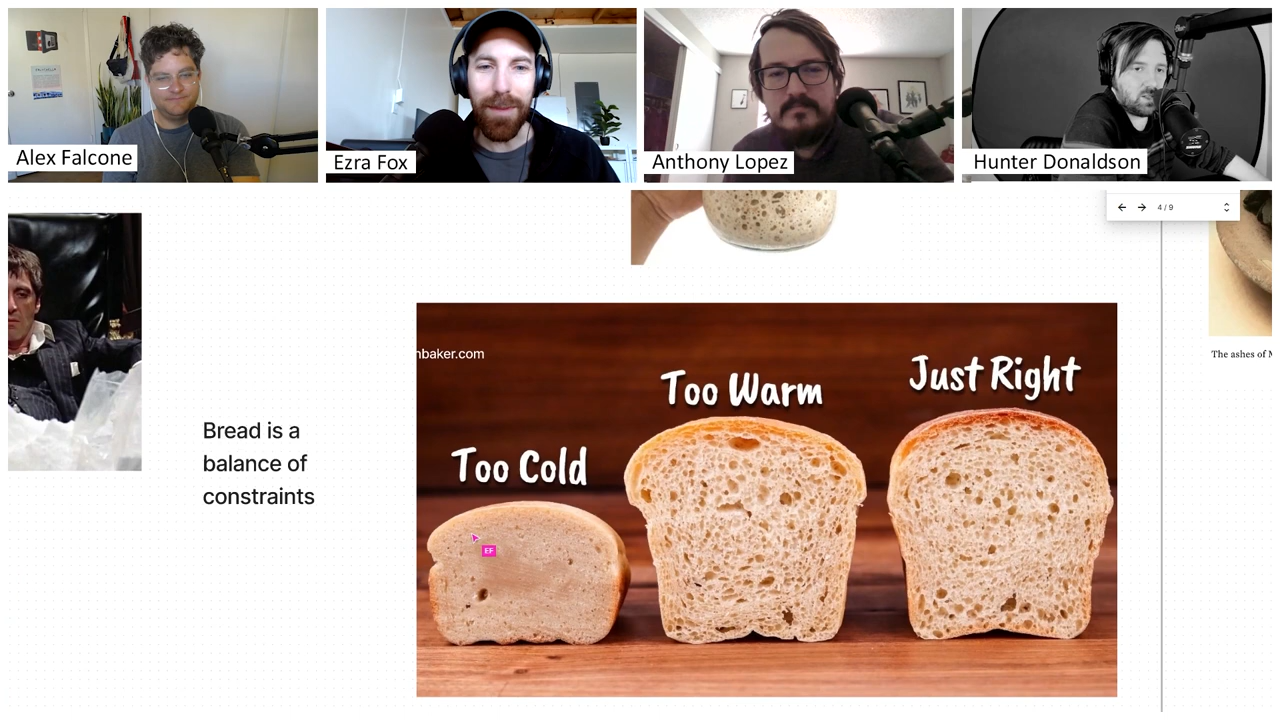 Alex Falcone
Ezra Fox
Anthony Lopez
Hunter Donaldson
4 / 9
nbaker.com
Too Cold
Too Warm
Just Right
Bread is a
balance of
constraints
EF
The ashes of M